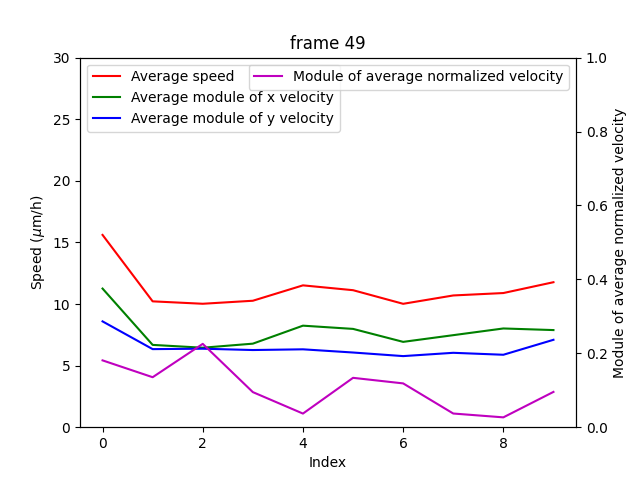 frame 49
Average speed
Average module of x velocity
Average module of y velocity
Module of average normalized velocity
30
25
20
15
10
5
0
Speed (μm/h)
1.0
0.8
0.6
0.4
0.2
0.0
Module of average normalized velocity
0 2 4 6 8
Index